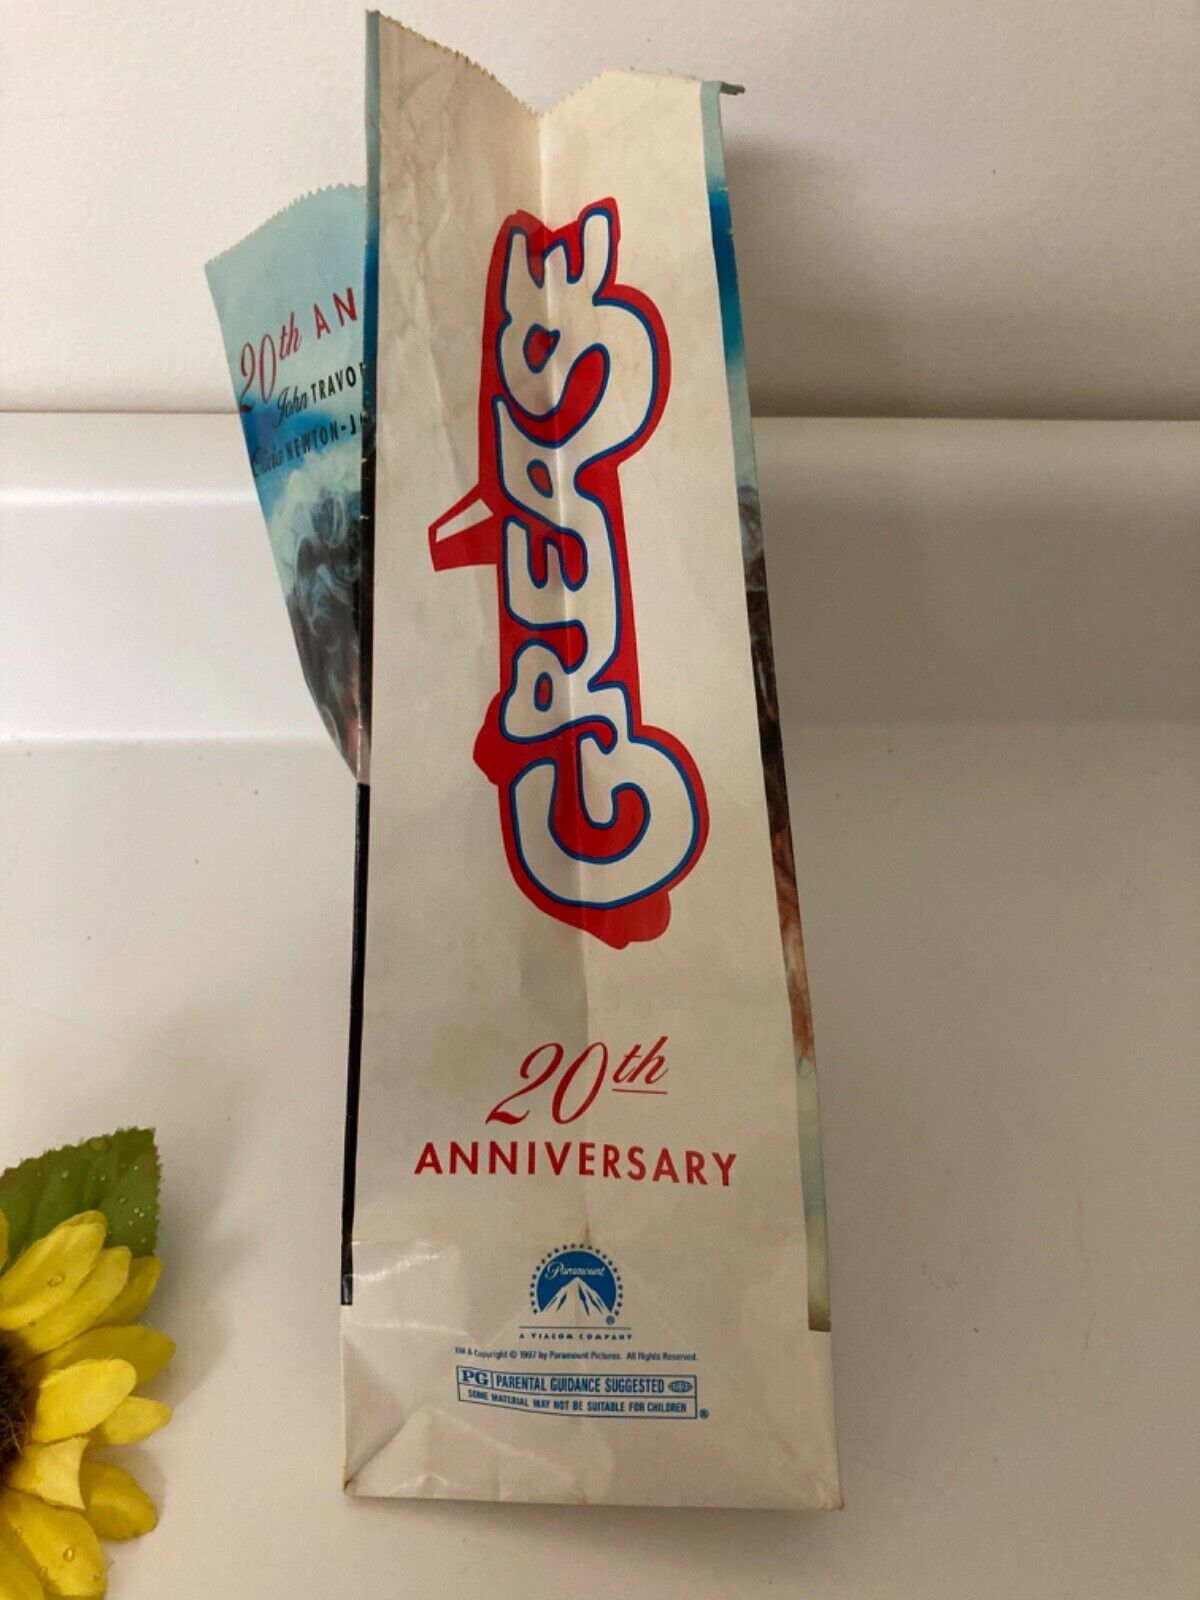 20th AN
John TRAVO
Olivia NEWTON-J
GREASE
20th
ANNIVERSARY
Paramount
®
A VIACOM COMPANY
TM & Copyright © 1997 by Paramount Pictures. All Rights Reserved.
PG PARENTAL GUIDANCE SUGGESTED
SOME MATERIAL MAY NOT BE SUITABLE FOR CHILDREN ®